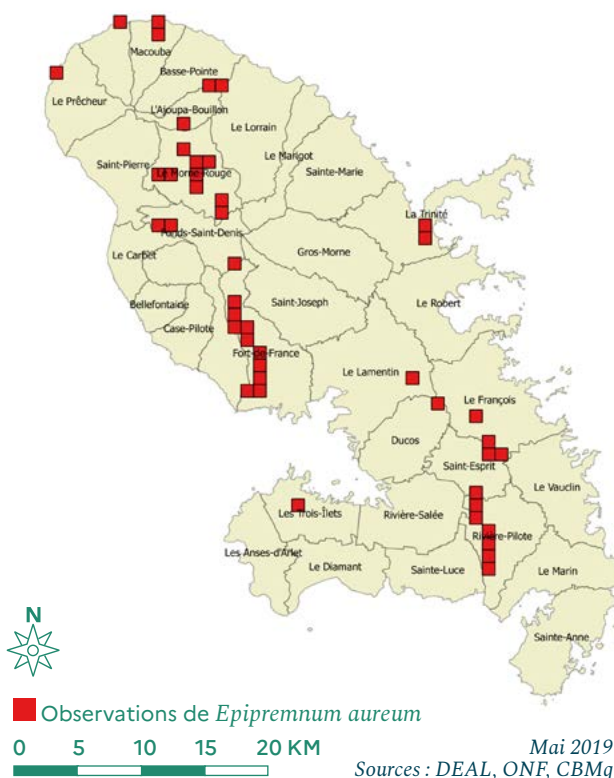 Macouba
Basse-Pointe
Le Prêcheur
L'Ajoupa-Bouillon
Le Lorrain
Saint-Pierre
Le Marigot
Le Morne-Rouge
Sainte-Marie
La Trinité
Fonds-Saint-Denis
Gros-Morne
Le Carbet
Bellefontaine
Saint-Joseph
Le Robert
Case-Pilote
Fort-de-France
Le Lamentin
Le François
Ducos
Saint-Esprit
Le Vauclin
Les Trois-Îlets
Rivière-Salée
Rivière-Pilote
Les Anses-d'Arlet
Le Diamant
Sainte-Luce
Le Marin
Sainte-Anne
N
Observations de Epipremnum aureum
0 5 10 15 20 KM
Mai 2019
Sources : DEAL, ONF, CBMq